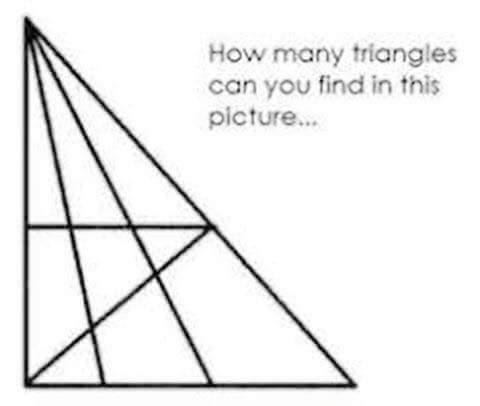 How many triangles
can you find in this
picture...